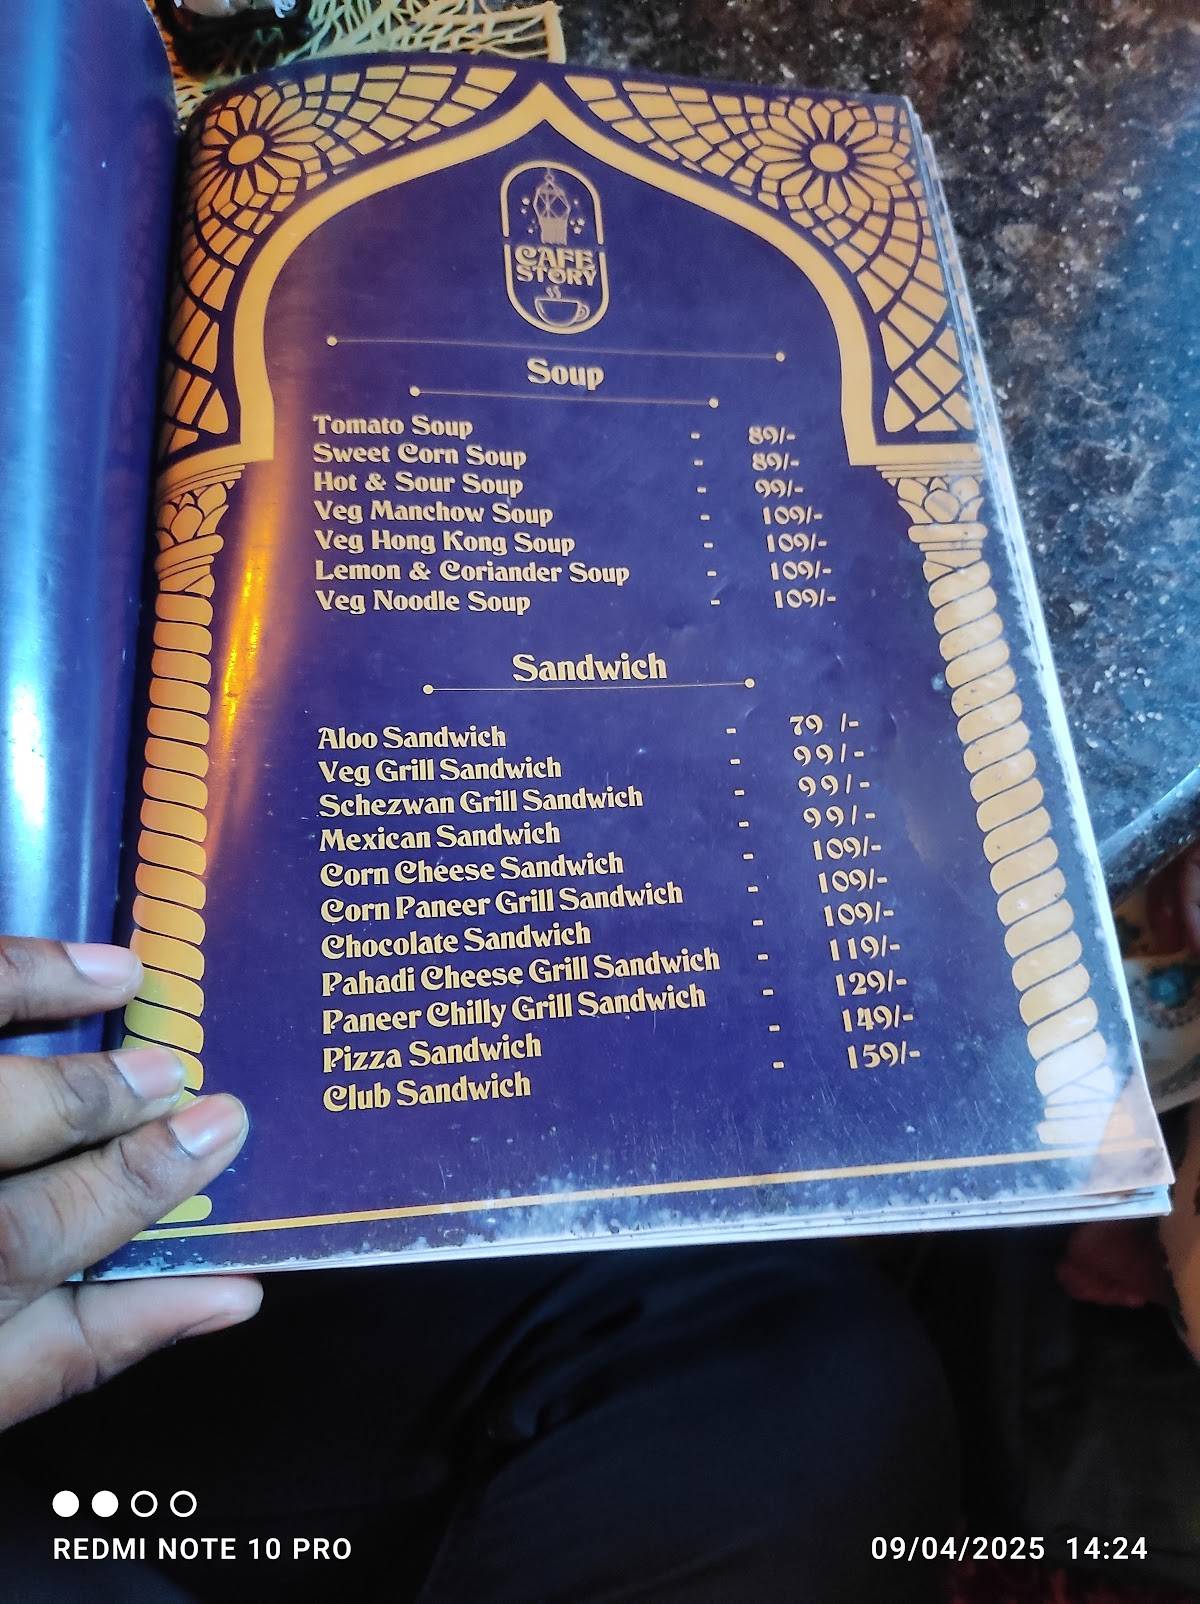 CAFE
STORY
Soup
Tomato Soup - 89/-
Sweet Corn Soup - 89/-
Hot & Sour Soup - 99/-
Veg Manchow Soup - 109/-
Veg Hong Kong Soup - 109/-
Lemon & Coriander Soup - 109/-
Veg Noodle Soup - 109/-
Sandwich
Aloo Sandwich - 79 /-
Veg Grill Sandwich - 99/-
Schezwan Grill Sandwich - 99/-
Mexican Sandwich - 99/-
Corn Cheese Sandwich - 109/-
Corn Paneer Grill Sandwich - 109/-
Chocolate Sandwich - 109/-
Pahadi Cheese Grill Sandwich - 119/-
Paneer Chilly Grill Sandwich - 129/-
Pizza Sandwich - 149/-
Club Sandwich - 159/-
REDMI NOTE 10 PRO
09/04/2025 14:24